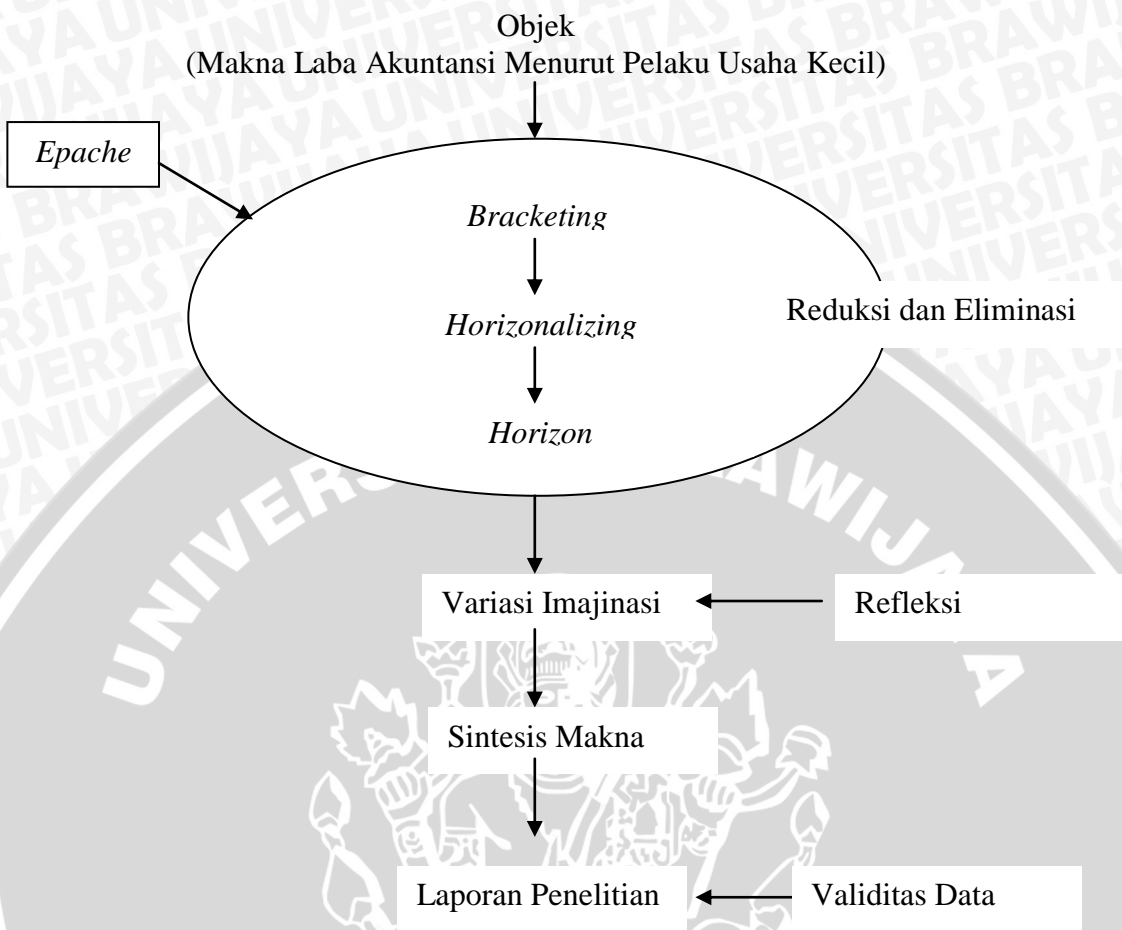 Objek
(Makna Laba Akuntansi Menurut Pelaku Usaha Kecil)
Epache
Bracketing
Horizonalizing
Reduksi dan Eliminasi
Horizon
Variasi Imajinasi
Refleksi
Sintesis Makna
Laporan Penelitian
Validitas Data